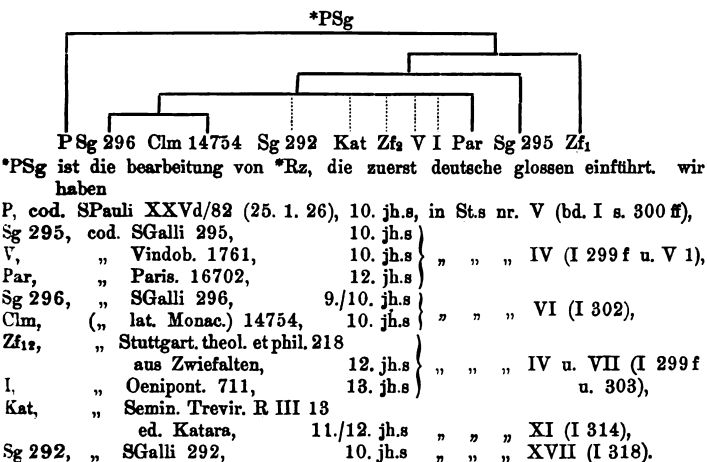 *PSg
P Sg 296 Clm 14754 Sg 292 Kat Zf₂ V I Par Sg 295 Zf₁
*PSg ist die bearbeitung von *Rz, die zuerst deutsche glossen einführt. wir
haben
P, cod. SPauli XXVd/82 (25. 1. 26), 10. jh.s, in St.s nr. V (bd. I s. 300 ff),
Sg 295, cod. SGalli 295, 10. jh.s
V, „ Vindob. 1761, 10. jh.s „ „ „ IV (I 299 f u. V 1),
Par, „ Paris. 16702, 12. jh.s
Sg 296, „ SGalli 296, 9./10. jh.s „ „ „ VI (I 302),
Clm, („ lat. Monac.) 14754, 10. jh.s
Zf₁₂, „ Stuttgart. theol. et phil. 218
aus Zwiefalten, 12. jh.s „ „ „ IV u. VII (I 299 f
I, „ Oenipont. 711, 13. jh.s u. 303),
Kat, „ Semin. Trevir. R III 13
ed. Katara, 11./12. jh.s „ „ „ XI (I 314),
Sg 292, „ SGalli 292, 10. jh.s „ „ „ XVII (I 318).